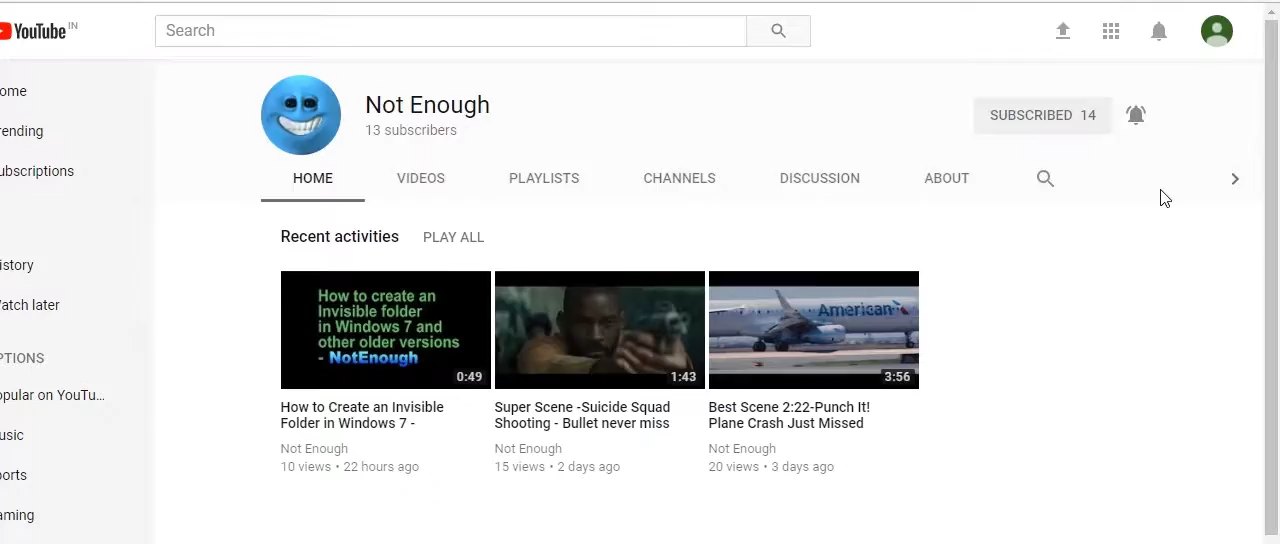 YouTube IN
Search
ome
rending
ubscriptions
istory
atch later
PTIONS
opular on YouTu...
usic
ports
aming
Not Enough
13 subscribers
SUBSCRIBED 14
HOME
VIDEOS
PLAYLISTS
CHANNELS
DISCUSSION
ABOUT
Recent activities
PLAY ALL
How to create an
Invisible folder
in Windows 7 and
other older versions
- NotEnough
0:49
How to Create an Invisible
Folder in Windows 7 -
Not Enough
10 views • 22 hours ago
1:43
Super Scene -Suicide Squad
Shooting - Bullet never miss
Not Enough
15 views • 2 days ago
American
3:56
Best Scene 2:22-Punch It!
Plane Crash Just Missed
Not Enough
20 views • 3 days ago